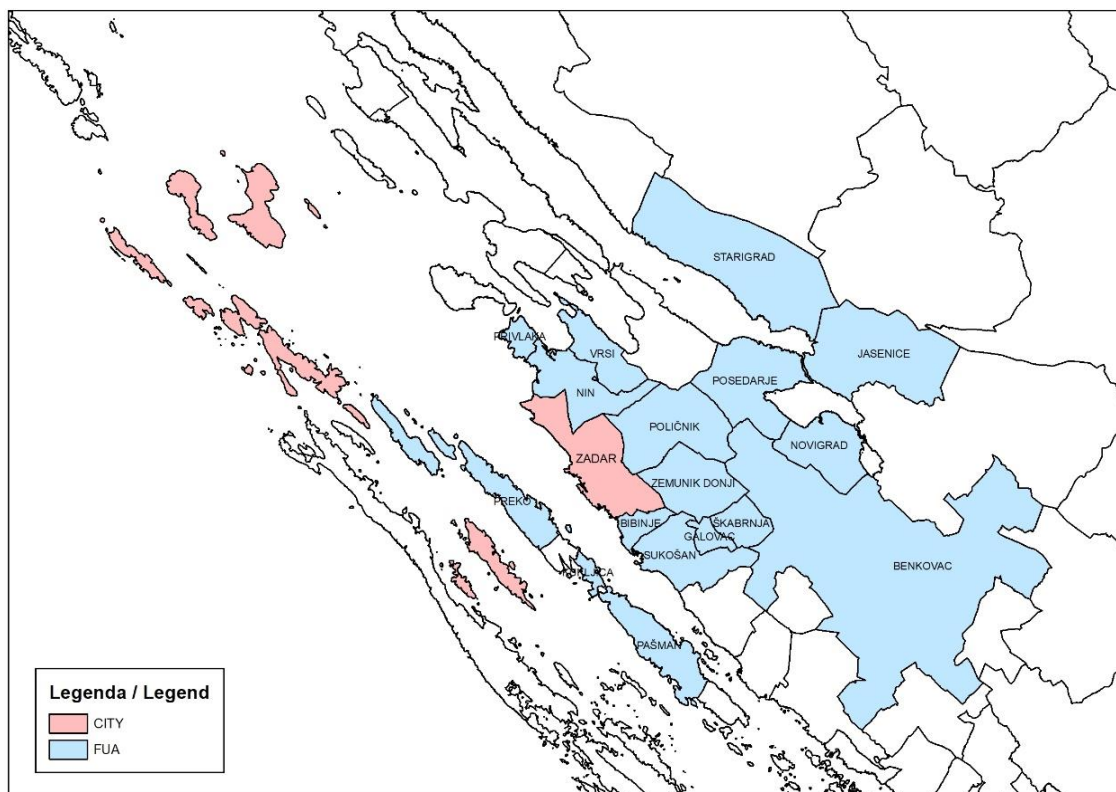 STARIGRAD
PRIVLAKA
VRSI
JASENICE
POSEDARJE
NIN
POLIČNIK
NOVIGRAD
ZADAR
ZEMUNIK DONJI
PREKO
BIBINJE
ŠKABRNJA
GALOVAC
SUKOŠAN
BENKOVAC
PAŠMAN
Legenda / Legend
CITY
FUA